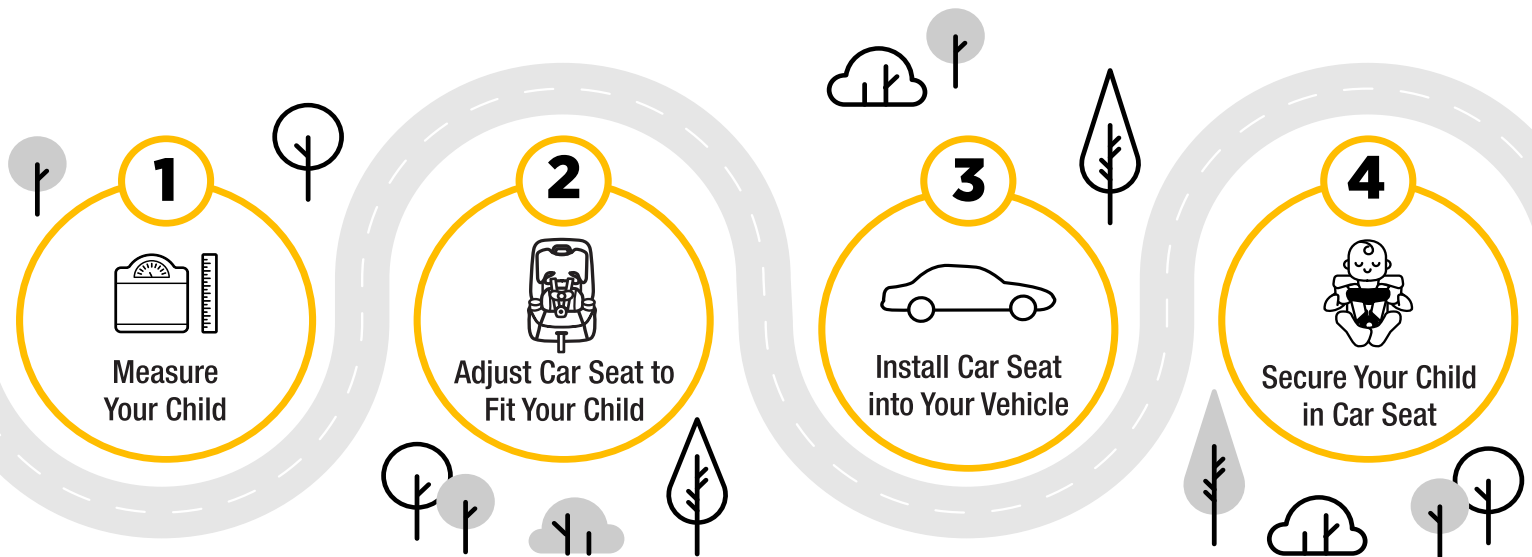 1
Measure
Your Child
2
Adjust Car Seat to
Fit Your Child
3
Install Car Seat
into Your Vehicle
4
Secure Your Child
in Car Seat